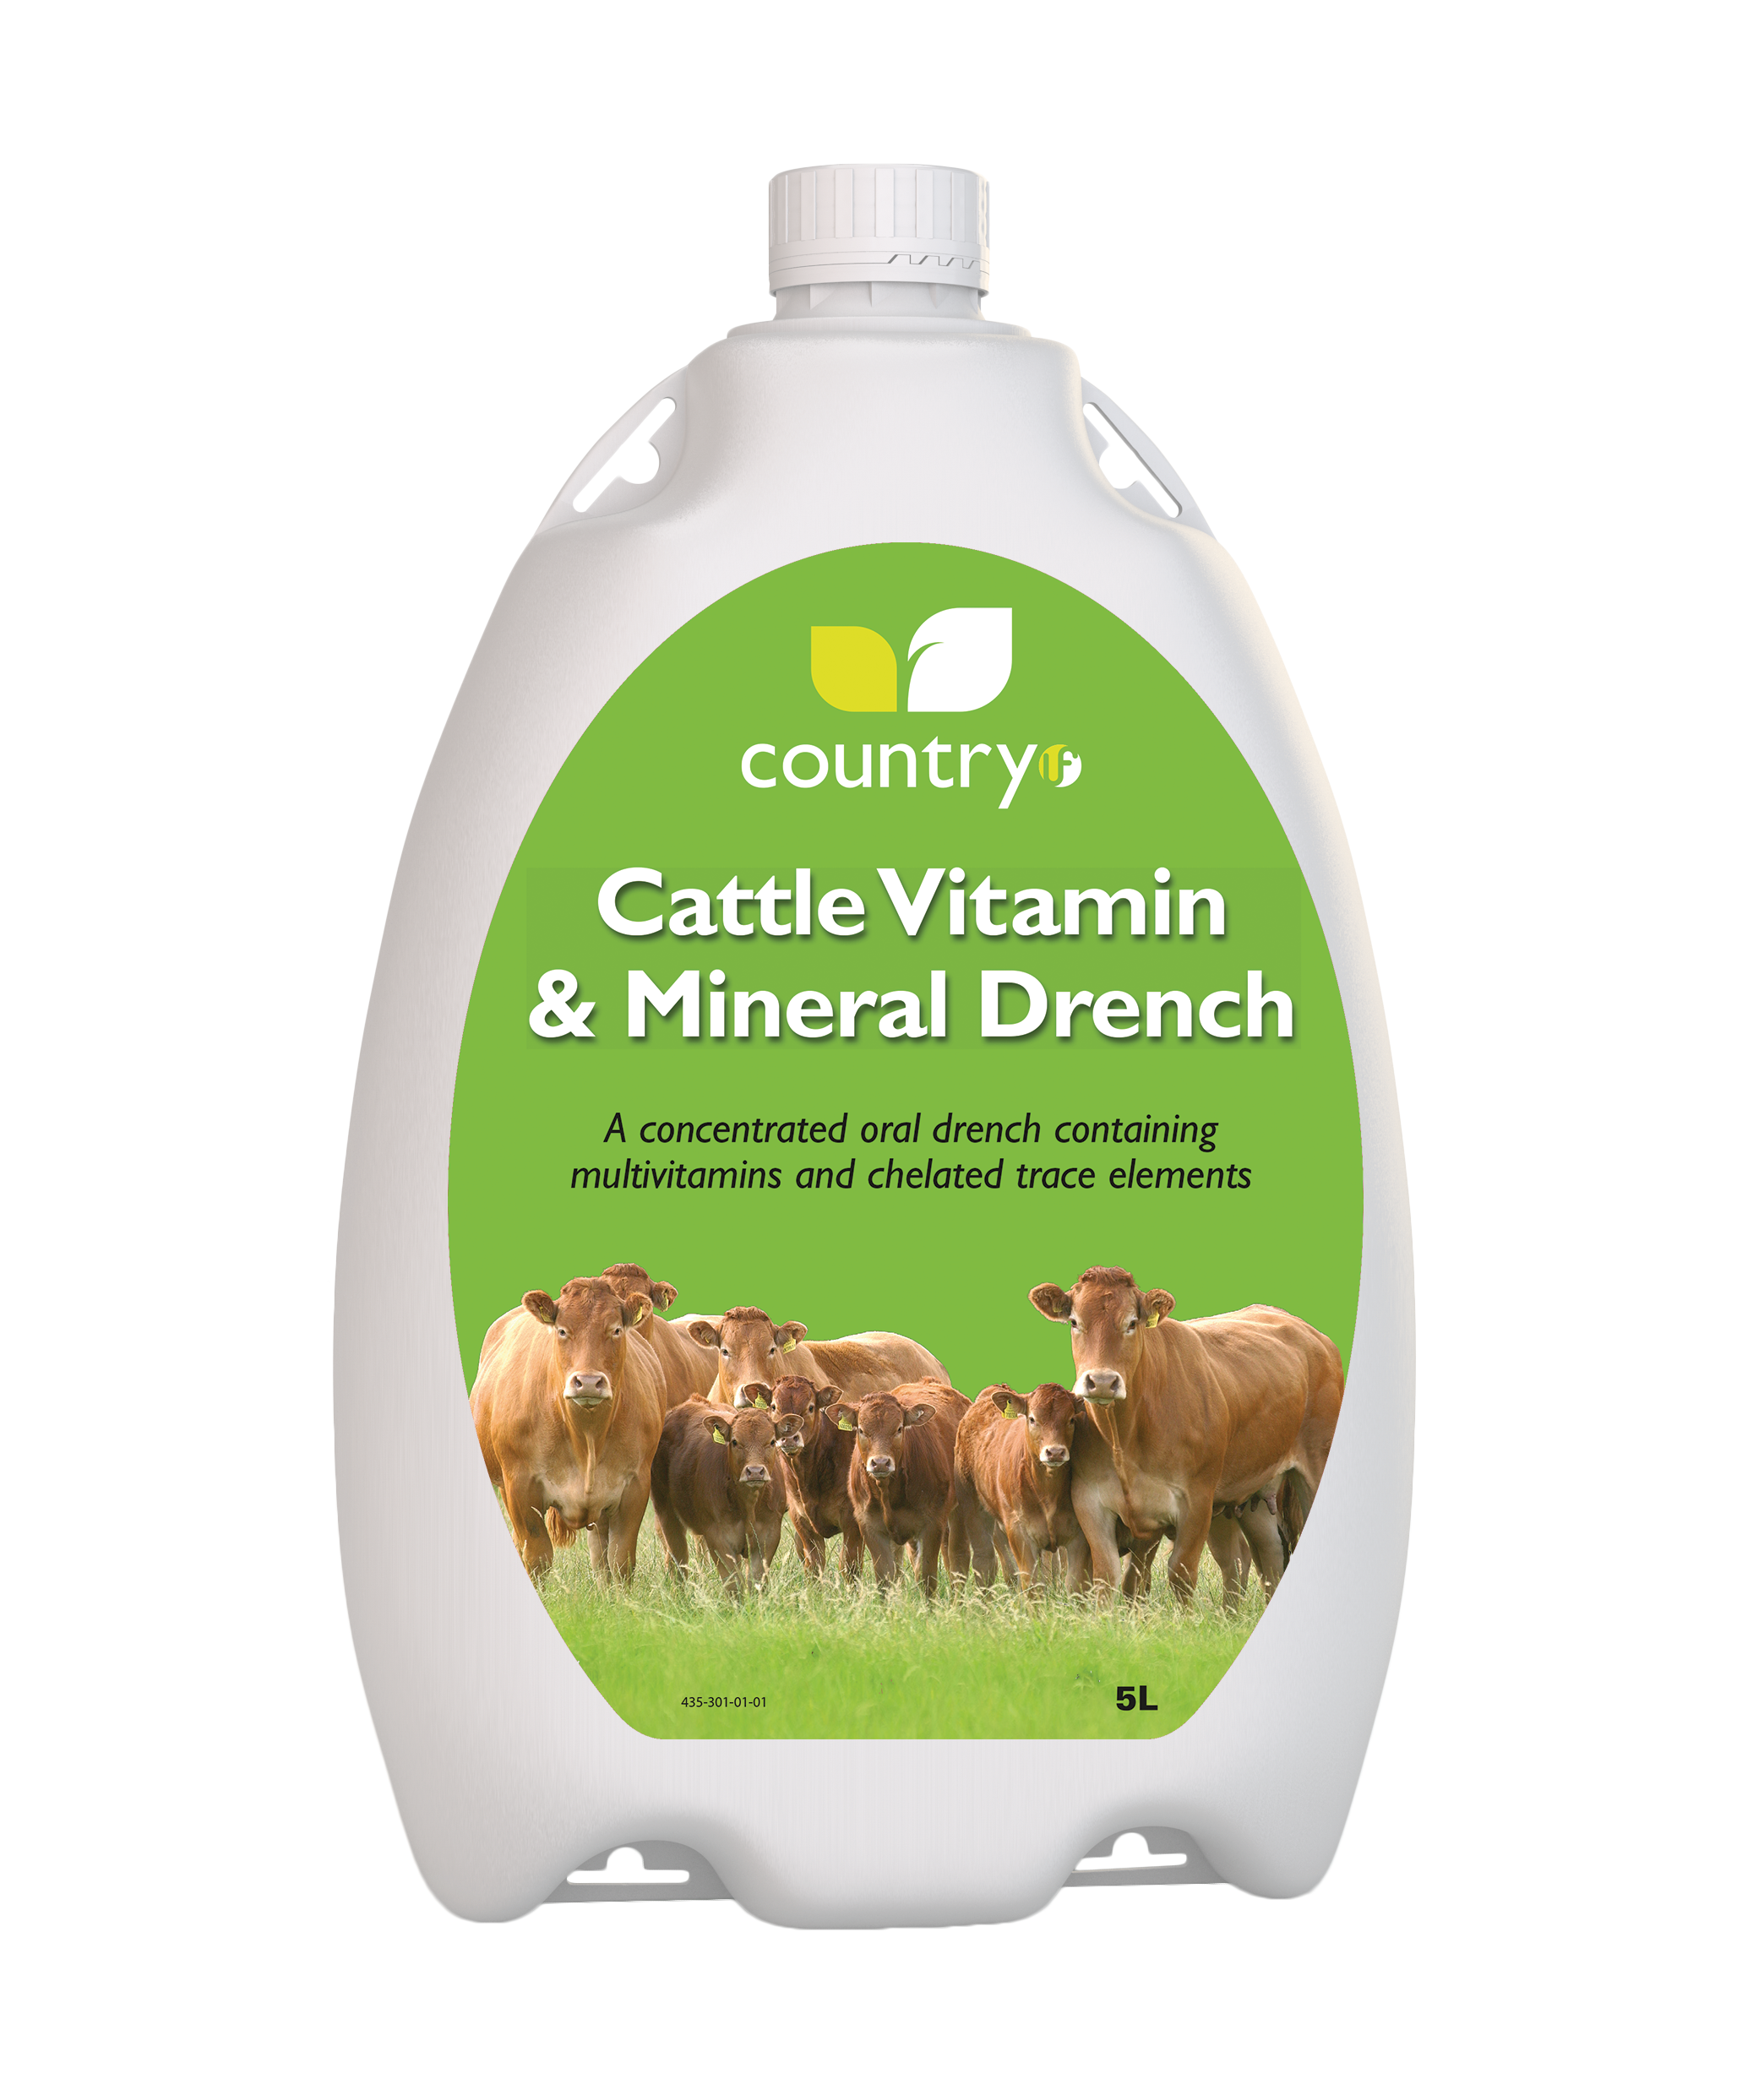 country uf
Cattle Vitamin
& Mineral Drench
A concentrated oral drench containing
multivitamins and chelated trace elements
435-301-01-01
5L